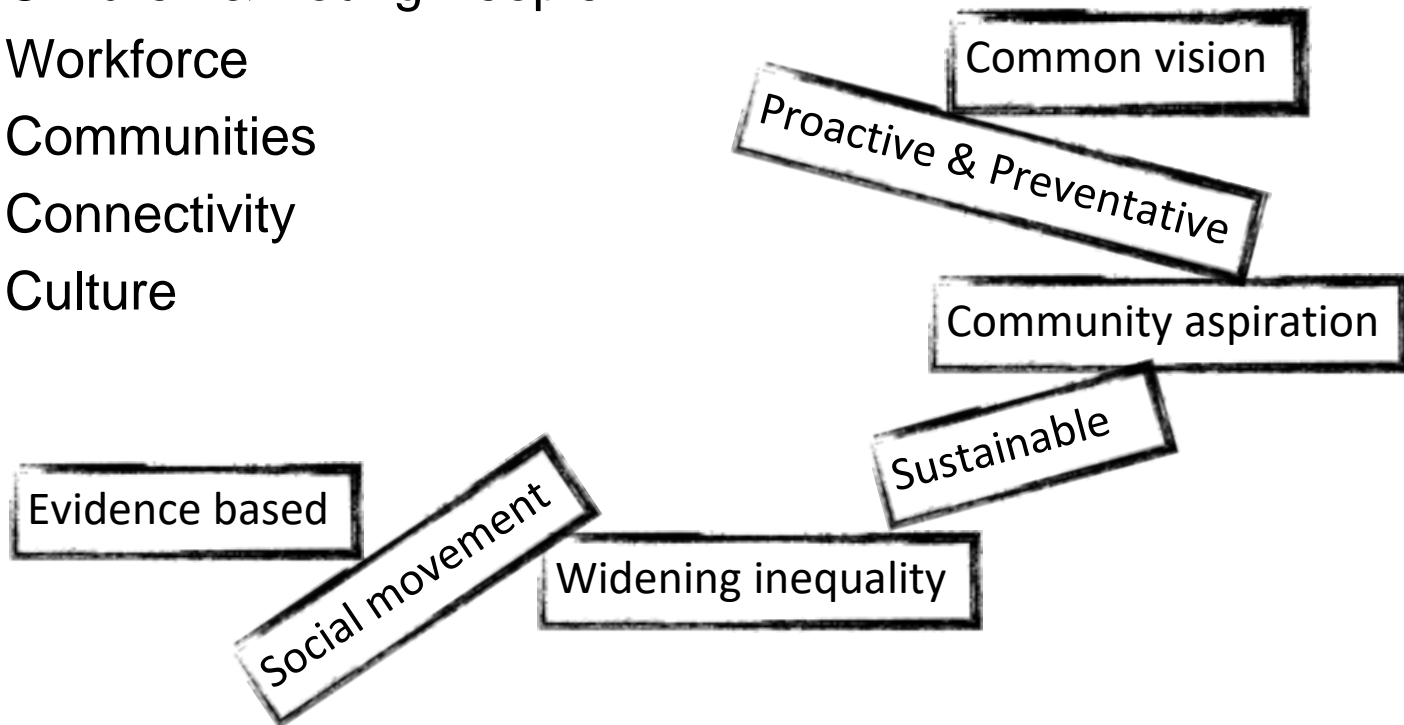 Workforce
Communities
Connectivity
Culture
Common vision
Proactive & Preventative
Community aspiration
Sustainable
Evidence based
Social movement
Widening inequality